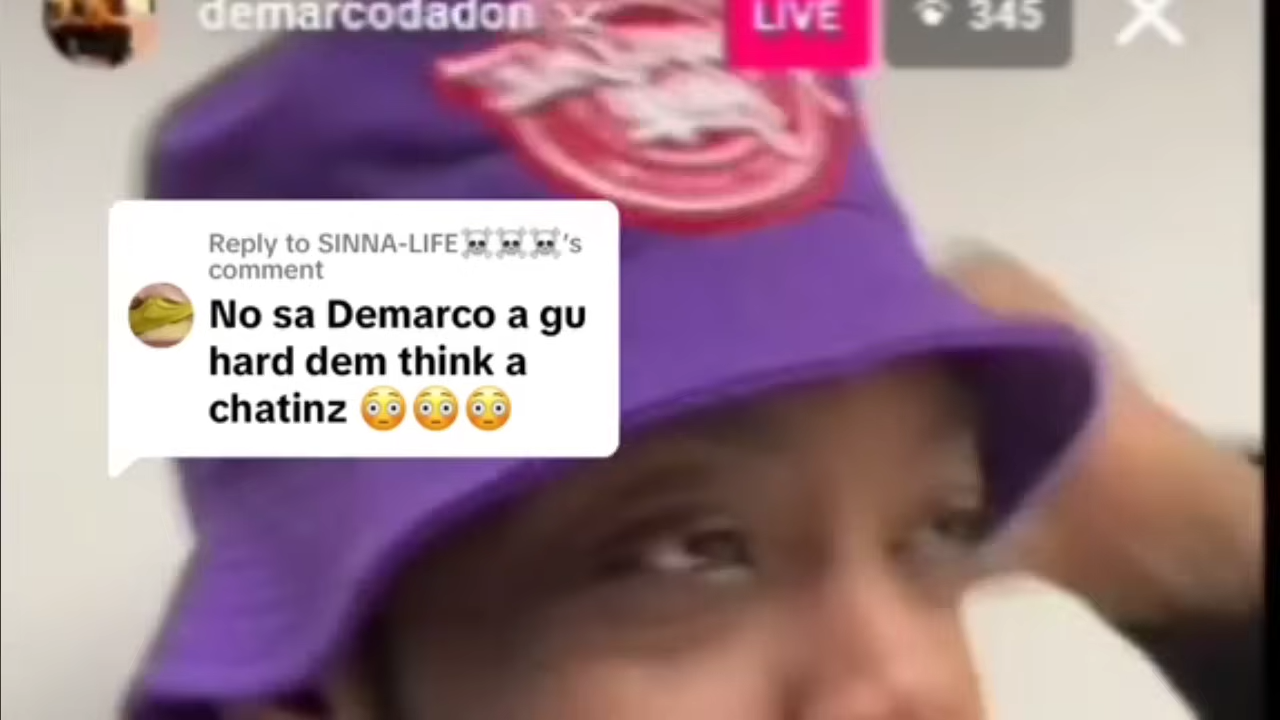 demarcodadon
LIVE
345
Reply to SINNA-LIFE☠️☠️☠️'s
comment
No sa Demarco a gu
hard dem think a
chatinz 😳😳😳